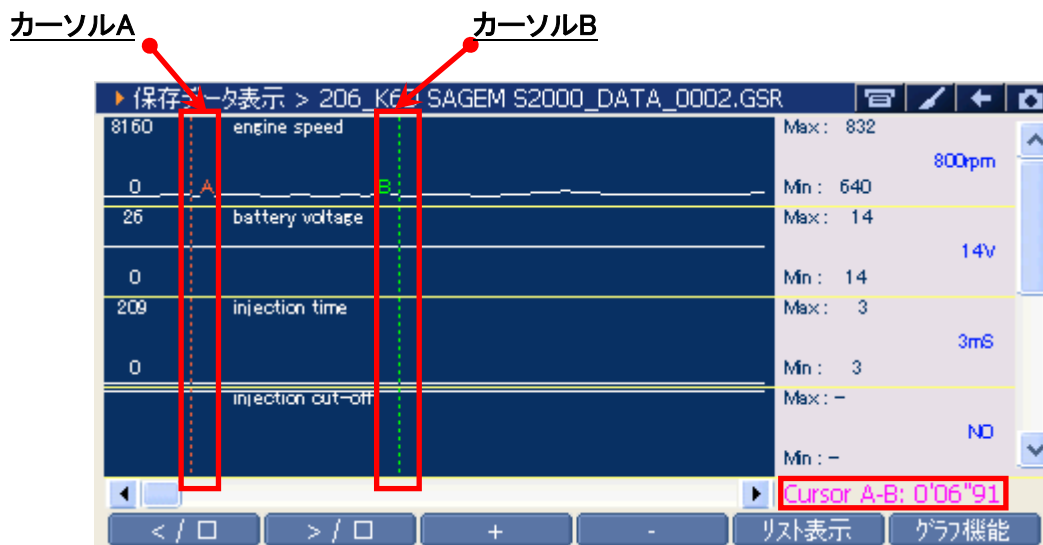 カーソルA カーソルB
保存データ表示 > 206_K6D SAGEM S2000_DATA_0002.GSR
8160 engine speed Max: 832
800rpm
0 A B Min: 640
26 battery voltage Max: 14
14V
0 Min: 14
209 injection time Max: 3
3mS
0 Min: 3
injection cut-off Max: -
NO
Min: -
Cursor A-B: 0'06"91
< / □ > / □ + - リスト表示 グラフ機能